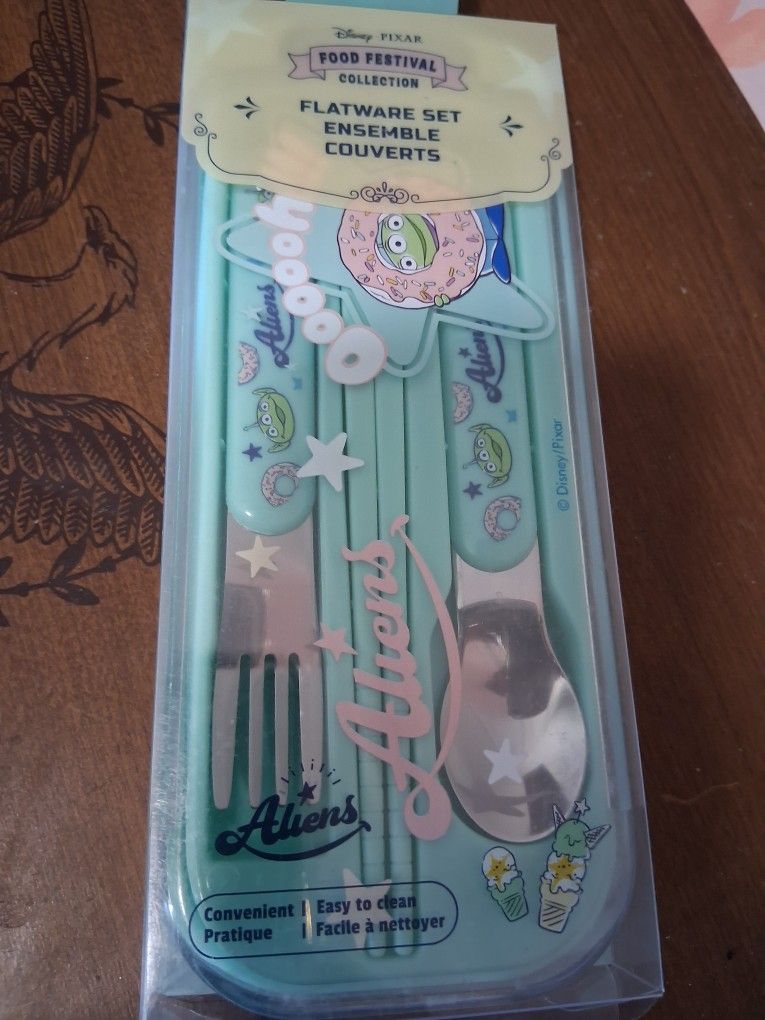 Disney PIXAR
FOOD FESTIVAL
COLLECTION
FLATWARE SET
ENSEMBLE
COUVERTS
Ooooh
Aliens
Aliens
© Disney/Pixar
Aliens
Aliens
Convenient | Easy to clean
Pratique | Facile à nettoyer